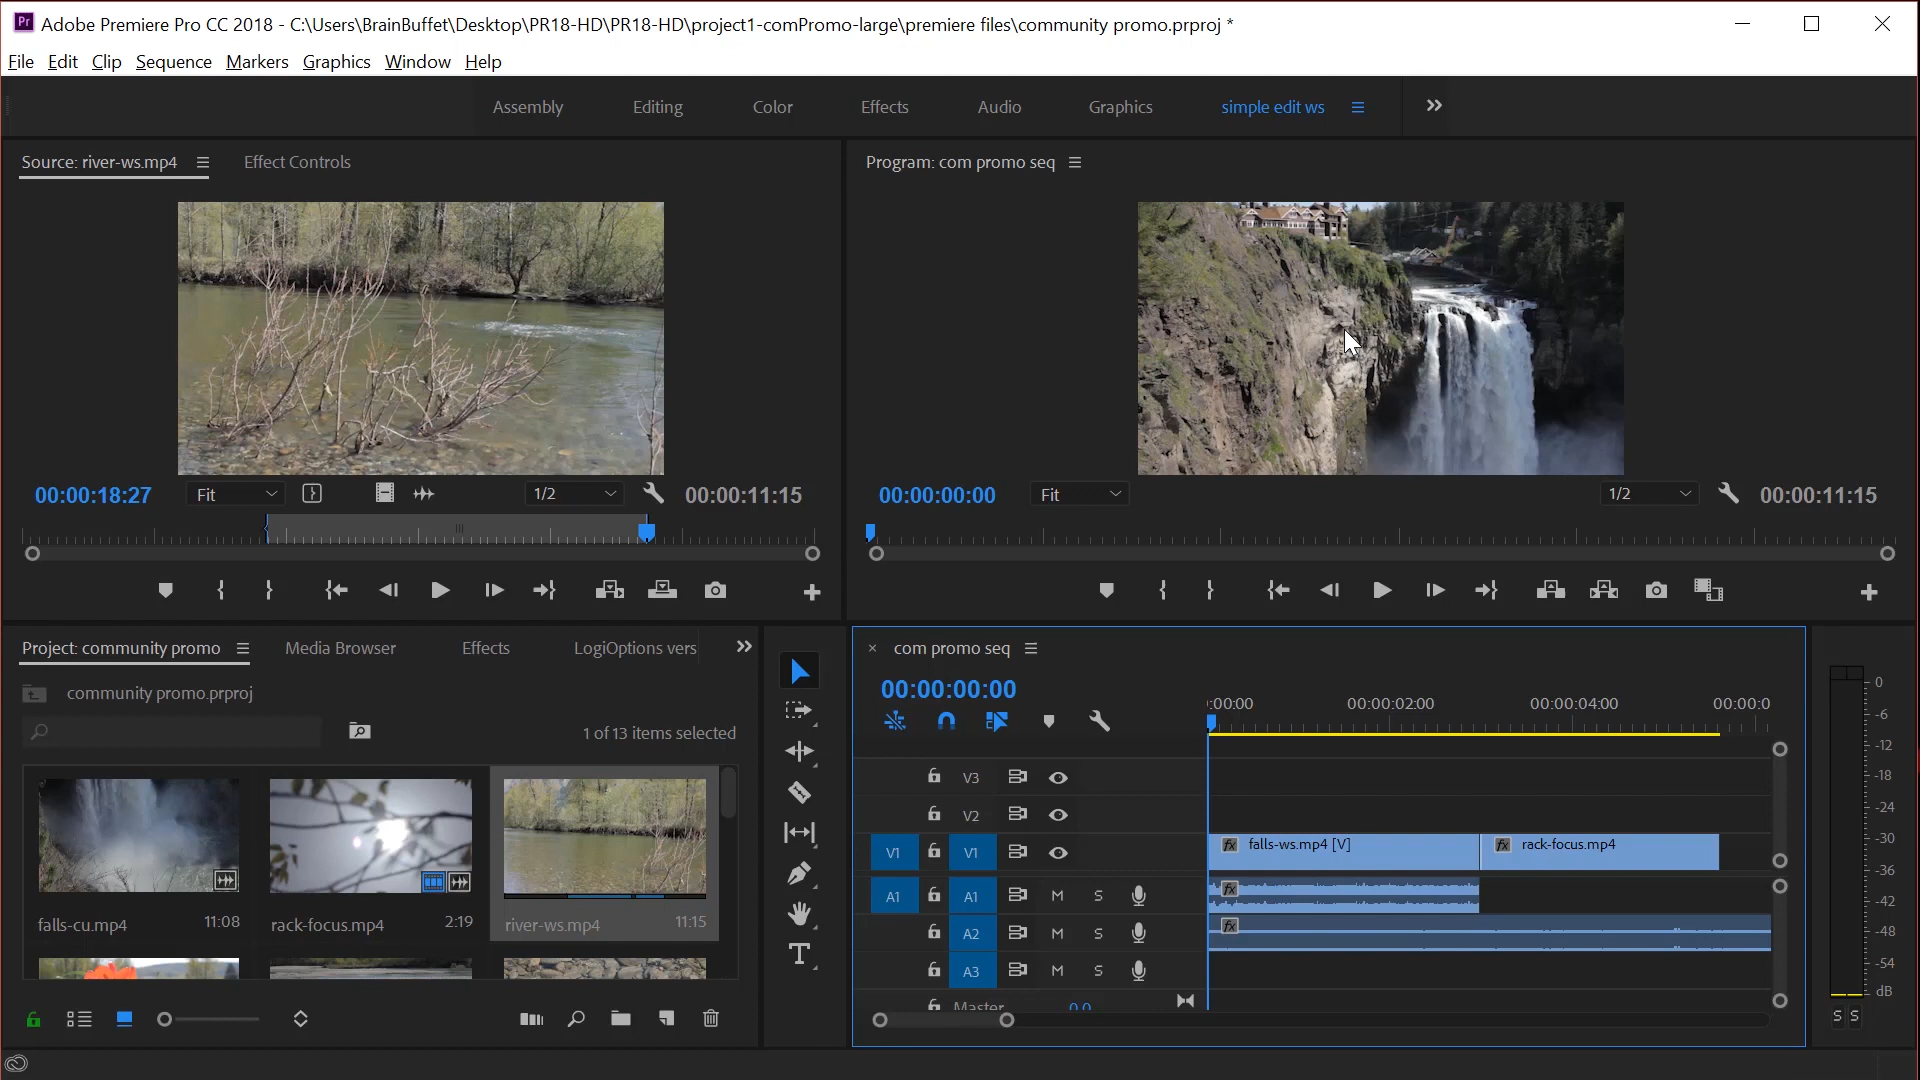 Pr Adobe Premiere Pro CC 2018 - C:\Users\BrainBuffet\Desktop\PR18-HD\PR18-HD\project1-comPromo-large\premiere files\community promo.prproj *
File Edit Clip Sequence Markers Graphics Window Help
Assembly Editing Color Effects Audio Graphics simple edit ws
Source: river-ws.mp4 Effect Controls
Program: com promo seq
00:00:18:27 Fit 1/2 00:00:11:15
00:00:00:00 Fit 1/2 00:00:11:15
Project: community promo Media Browser Effects LogiOptions vers
community promo.prproj
1 of 13 items selected
falls-cu.mp4 11:08
rack-focus.mp4 2:19
river-ws.mp4 11:15
com promo seq
00:00:00:00
:00:00 00:00:02:00 00:00:04:00 00:00:0
V3
V2
V1 V1 fx falls-ws.mp4 [V] fx rack-focus.mp4
A1 A1 M S fx
A2 M S fx
A3 M S
Master 0.0
0
-6
-12
-18
-24
-30
-36
-42
-48
-54
dB
S S